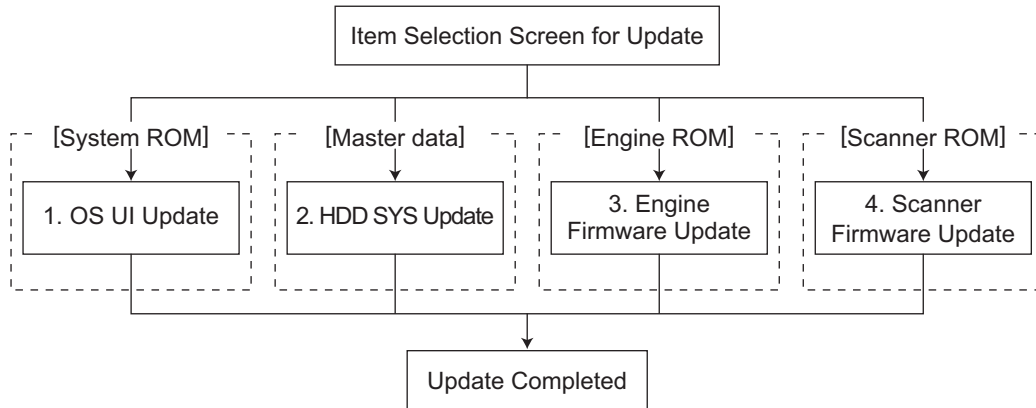 Item Selection Screen for Update
[System ROM]
[Master data]
[Engine ROM]
[Scanner ROM]
1. OS UI Update
2. HDD SYS Update
3. Engine
Firmware Update
4. Scanner
Firmware Update
Update Completed